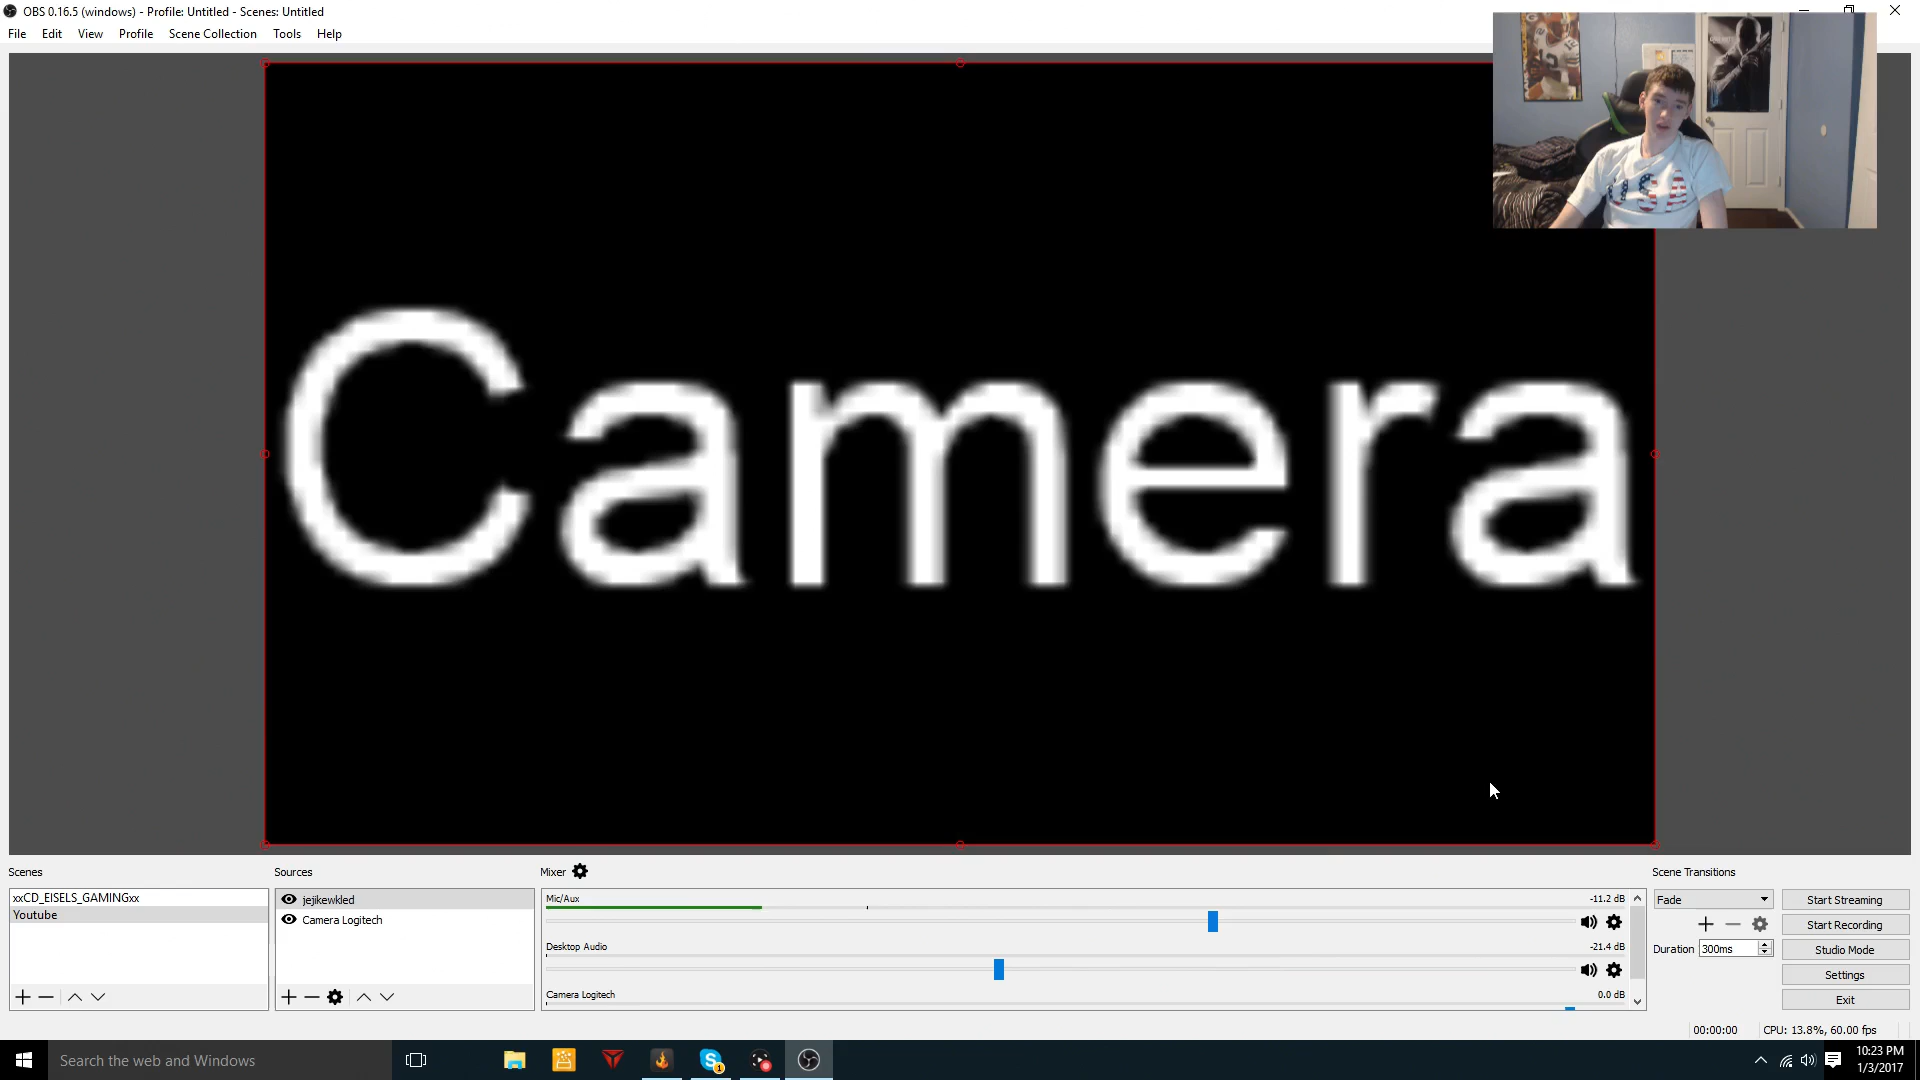 OBS 0.16.5 (windows) - Profile: Untitled - Scenes: Untitled
File Edit View Profile Scene Collection Tools Help
12
USA
Camera
Scenes
xxCD_EISELS_GAMINGxx
Youtube
Sources
jejikewkled
Camera Logitech
Mixer
Mic/Aux -11.2 dB
Desktop Audio -21.4 dB
Camera Logitech 0.0 dB
Scene Transitions
Fade
Duration 300ms
Start Streaming
Start Recording
Studio Mode
Settings
Exit
00:00:00 CPU: 13.8%, 60.00 fps
Search the web and Windows
1
10:23 PM
1/3/2017